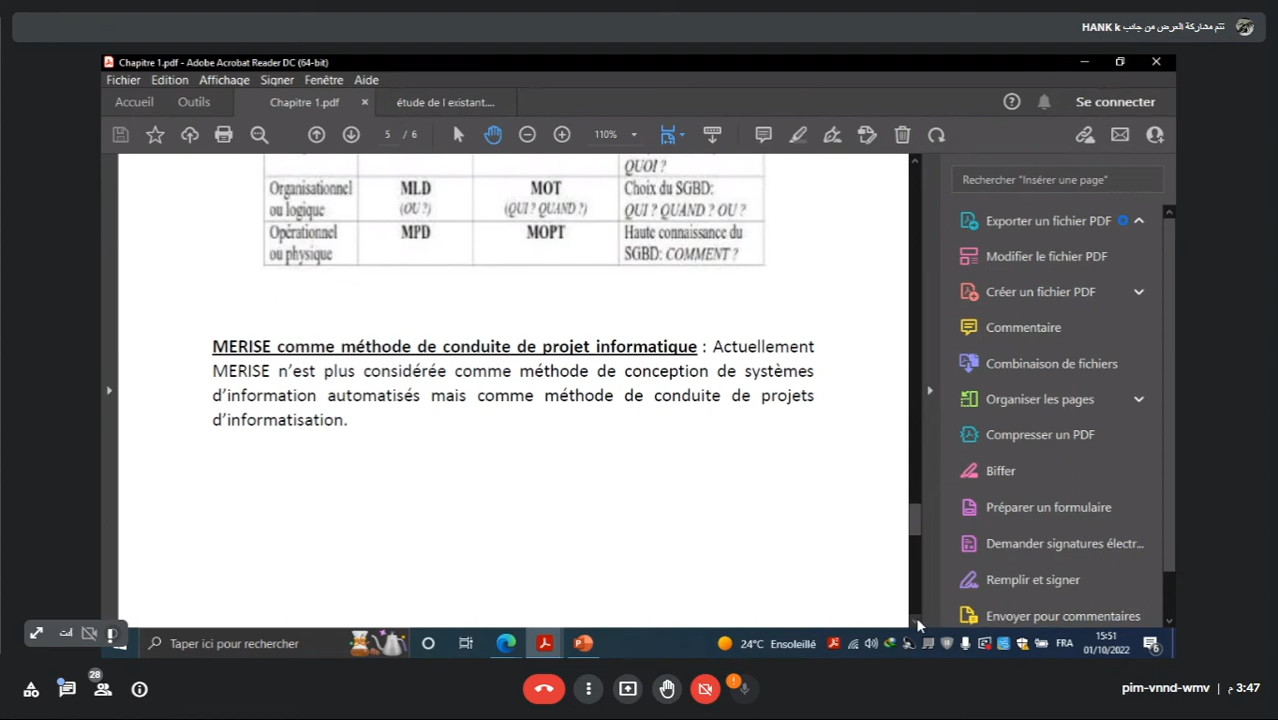 تتم مشاركة العرض من جانب HANK k
Chapitre 1.pdf - Adobe Acrobat Reader DC (64-bit)
Fichier Edition Affichage Signer Fenêtre Aide
Accueil Outils Chapitre 1.pdf × étude de l existant.... Se connecter
5 / 6 110%
QUOI ?
Organisationnel ou logique
MLD
(OU ?)
MOT
(QUI ? QUAND ?)
Choix du SGBD:
QUI ? QUAND ? OU ?
Opérationnel ou physique
MPD
MOPT
Haute connaissance du
SGBD: COMMENT ?
MERISE comme méthode de conduite de projet informatique : Actuellement
MERISE n’est plus considérée comme méthode de conception de systèmes
d’information automatisés mais comme méthode de conduite de projets
d’informatisation.
Rechercher "Insérer une page"
Exporter un fichier PDF
Modifier le fichier PDF
Créer un fichier PDF
Commentaire
Combinaison de fichiers
Organiser les pages
Compresser un PDF
Biffer
Préparer un formulaire
Demander signatures électr...
Remplir et signer
Envoyer pour commentaires
أنت
Taper ici pour rechercher
24°C Ensoleillé
FRA
15:51
01/10/2022
6
28
pim-vnnd-wmv | 3:47 م